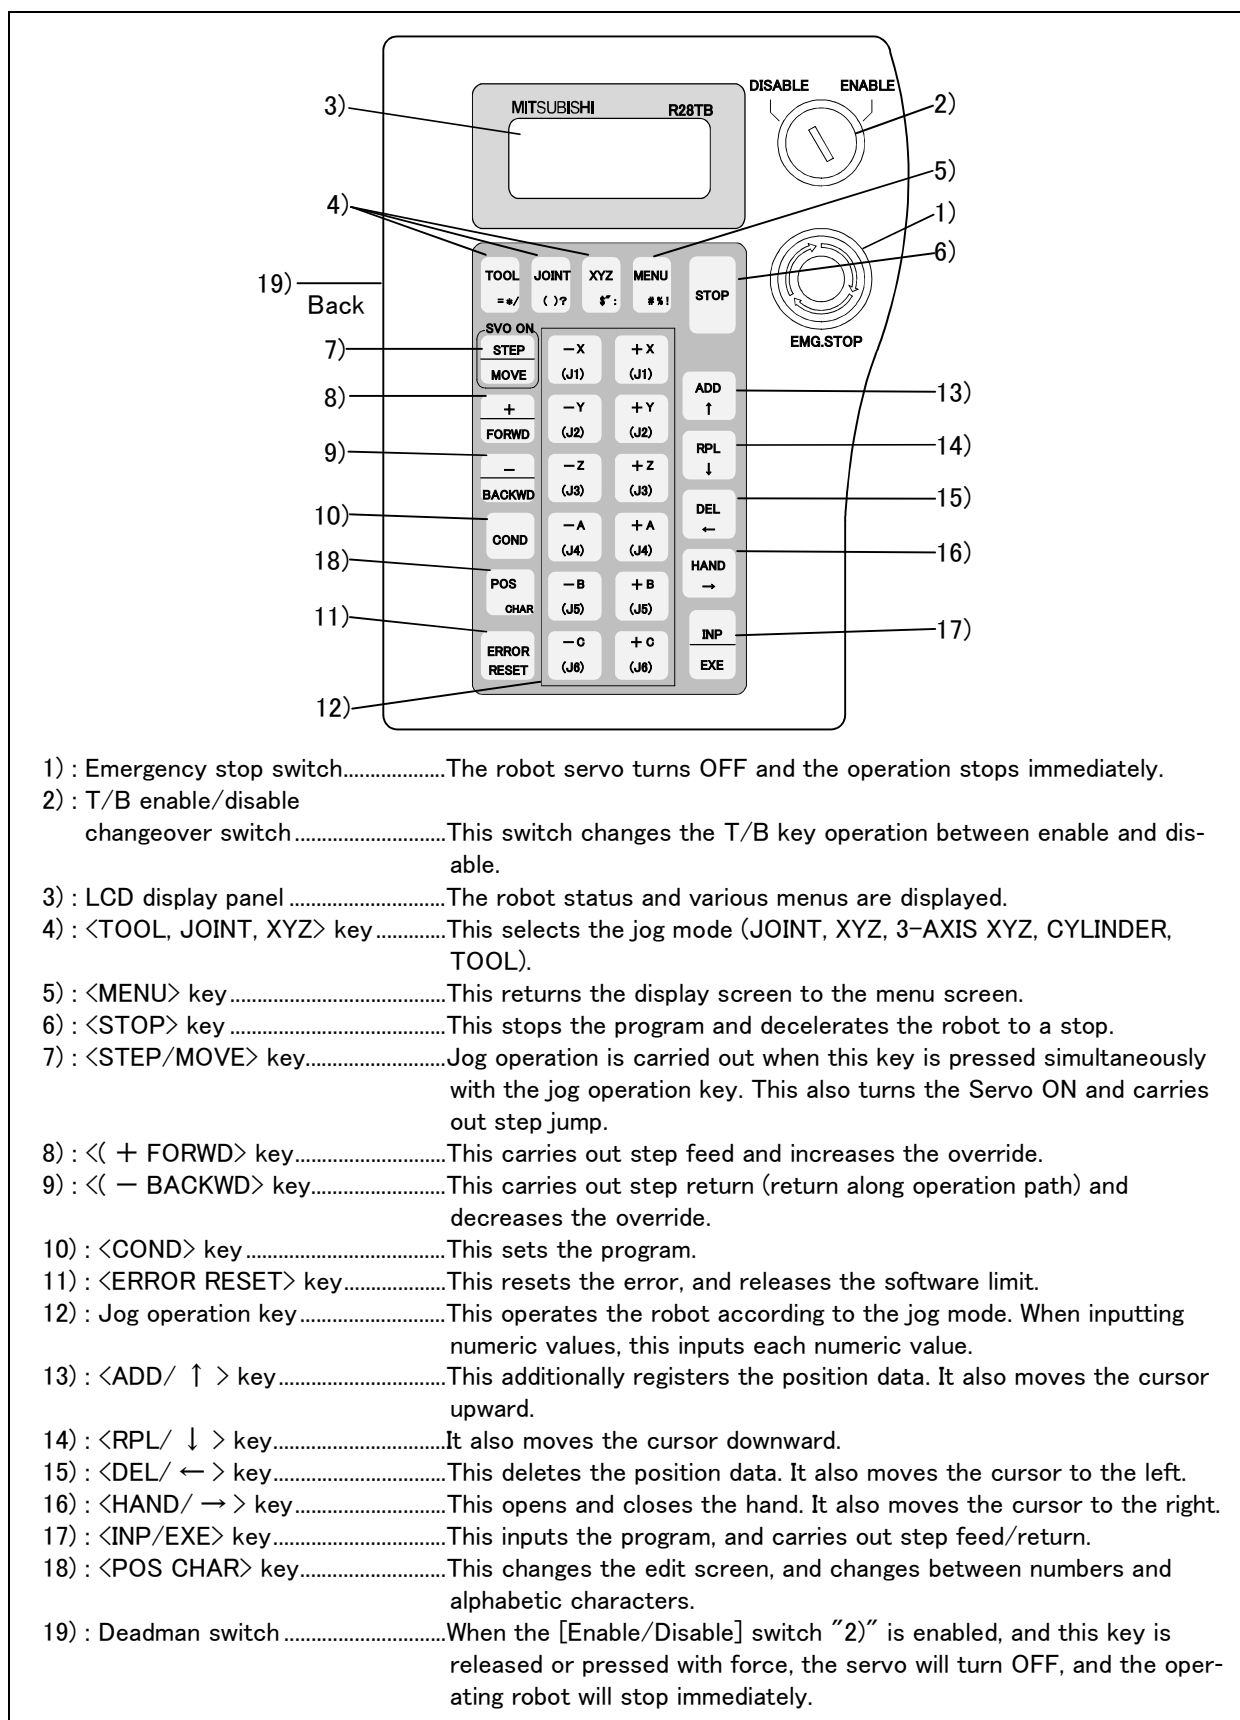 MITSUBISHI R28TB
DISABLE ENABLE
3)
2)
5)
4)
1)
6)
TOOL JOINT XYZ MENU
=*/ ( )? $": #%!
STOP
19)
Back
EMG.STOP
SVO ON
7)
STEP
MOVE
−X +X
(J1) (J1)
8)
ADD
↑
13)
+
FORWD
−Y +Y
(J2) (J2)
9)
RPL
↓
14)
−
BACKWD
−Z +Z
(J3) (J3)
DEL
←
15)
10)
COND
−A +A
(J4) (J4)
16)
HAND
→
18)
POS
CHAR
−B +B
(J5) (J5)
11)
INP
EXE
17)
ERROR
RESET
−C +C
(J6) (J6)
12)
1) : Emergency stop switch...................The robot servo turns OFF and the operation stops immediately.
2) : T/B enable/disable
changeover switch ............................This switch changes the T/B key operation between enable and dis-
able.
3) : LCD display panel .............................The robot status and various menus are displayed.
4) : <TOOL, JOINT, XYZ> key.............This selects the jog mode (JOINT, XYZ, 3-AXIS XYZ, CYLINDER,
TOOL).
5) : <MENU> key........................................This returns the display screen to the menu screen.
6) : <STOP> key ........................................This stops the program and decelerates the robot to a stop.
7) : <STEP/MOVE> key..........................Jog operation is carried out when this key is pressed simultaneously
with the jog operation key. This also turns the Servo ON and carries
out step jump.
8) : <( + FORWD> key............................This carries out step feed and increases the override.
9) : <( − BACKWD> key.........................This carries out step return (return along operation path) and
decreases the override.
10) : <COND> key .....................................This sets the program.
11) : <ERROR RESET> key...................This resets the error, and releases the software limit.
12) : Jog operation key...........................This operates the robot according to the jog mode. When inputting
numeric values, this inputs each numeric value.
13) : <ADD/ ↑ > key...............................This additionally registers the position data. It also moves the cursor
upward.
14) : <RPL/ ↓ > key................................It also moves the cursor downward.
15) : <DEL/ ← > key................................This deletes the position data. It also moves the cursor to the left.
16) : <HAND/ → > key............................This opens and closes the hand. It also moves the cursor to the right.
17) : <INP/EXE> key................................This inputs the program, and carries out step feed/return.
18) : <POS CHAR> key...........................This changes the edit screen, and changes between numbers and
alphabetic characters.
19) : Deadman switch ..............................When the [Enable/Disable] switch "2)" is enabled, and this key is
released or pressed with force, the servo will turn OFF, and the oper-
ating robot will stop immediately.